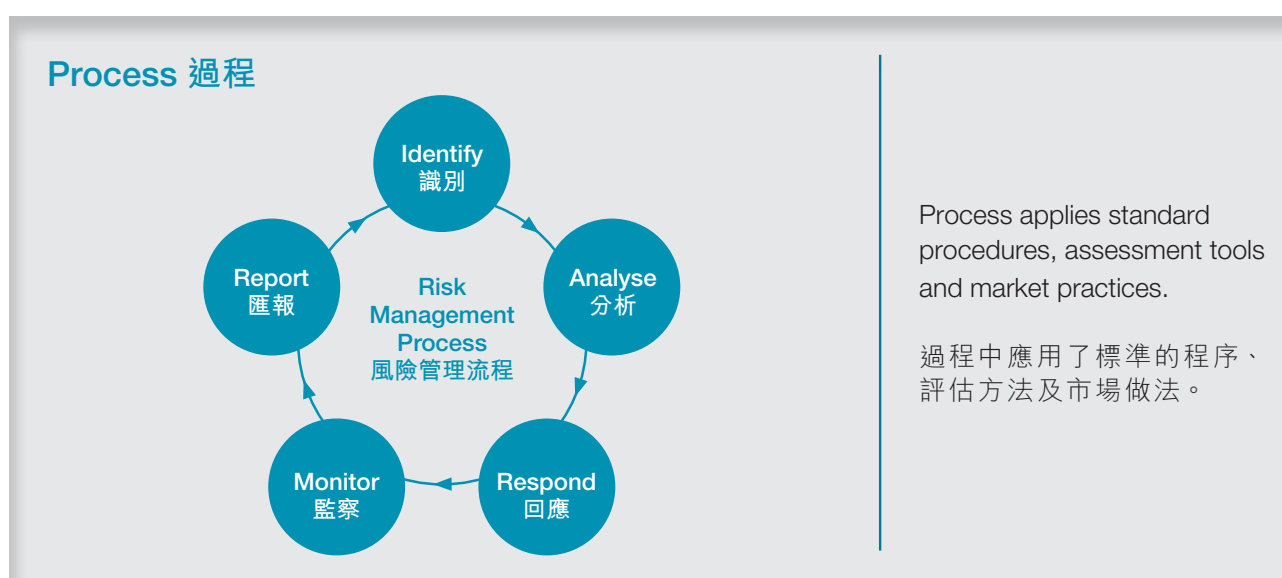 Process 過程
Identify
識別
Analyse
分析
Respond
回應
Monitor
監察
Report
匯報
Risk
Management
Process
風險管理流程
Process applies standard
procedures, assessment tools
and market practices.
過程中應用了標準的程序、
評估方法及市場做法。